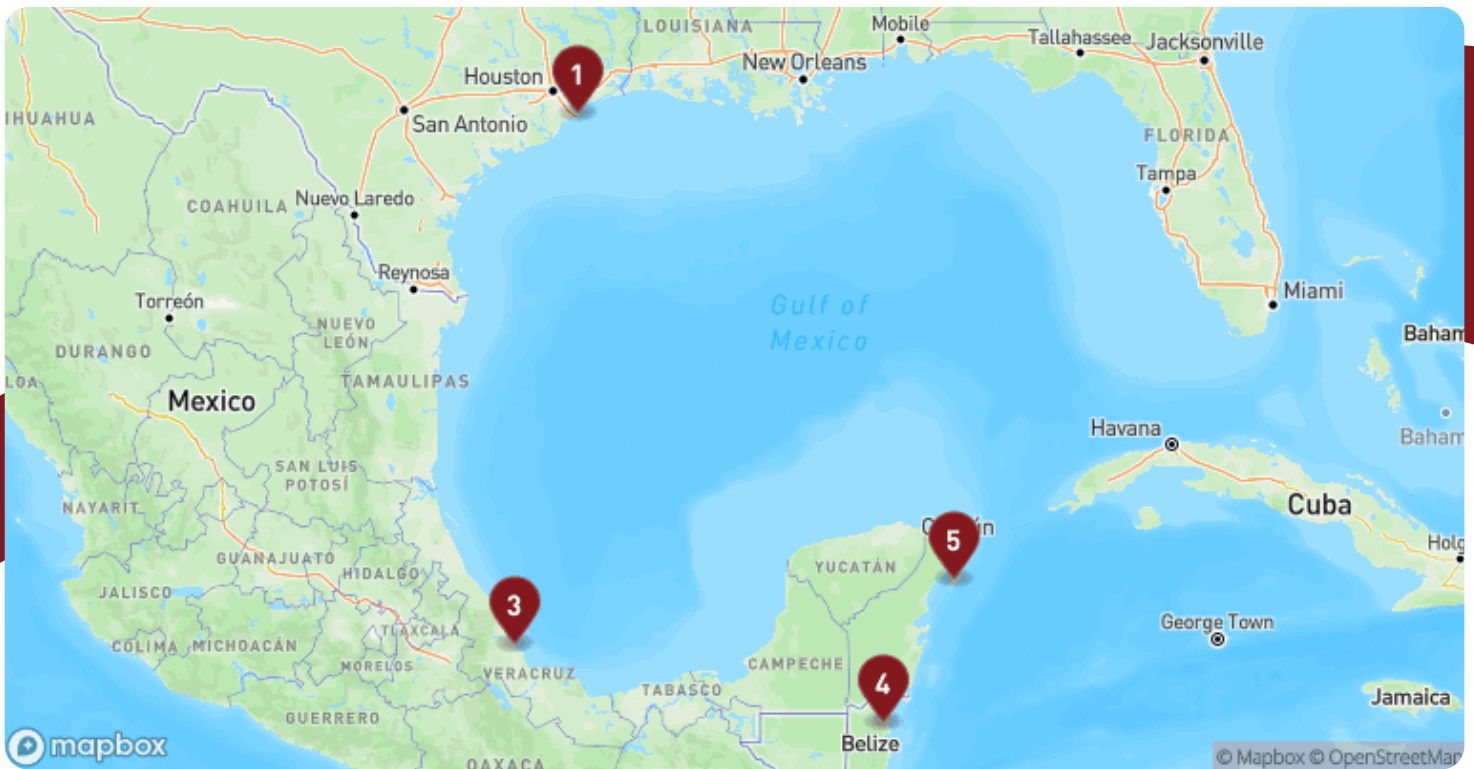 LOUISIANA
Mobile
Tallahassee
Jacksonville
New Orleans
Houston
1
IHUAHUA
San Antonio
FLORIDA
Tampa
COAHUILA
Nuevo Laredo
Reynosa
Miami
Torreón
Gulf of
Mexico
NUEVO
LEÓN
DURANGO
Baham
LOA
TAMAULIPAS
Mexico
Havana
Baham
SAN LUIS
POTOSÍ
Cuba
NAYARIT
5
Holg
GUANAJUATO
HIDALGO
YUCATÁN
JALISCO
3
TLAXCALA
George Town
COLIMA
MICHOACÁN
MORELOS
VERACRUZ
CAMPECHE
TABASCO
4
Jamaica
GUERRERO
mapbox
Belize
OAXACA
© Mapbox © OpenStreetMap